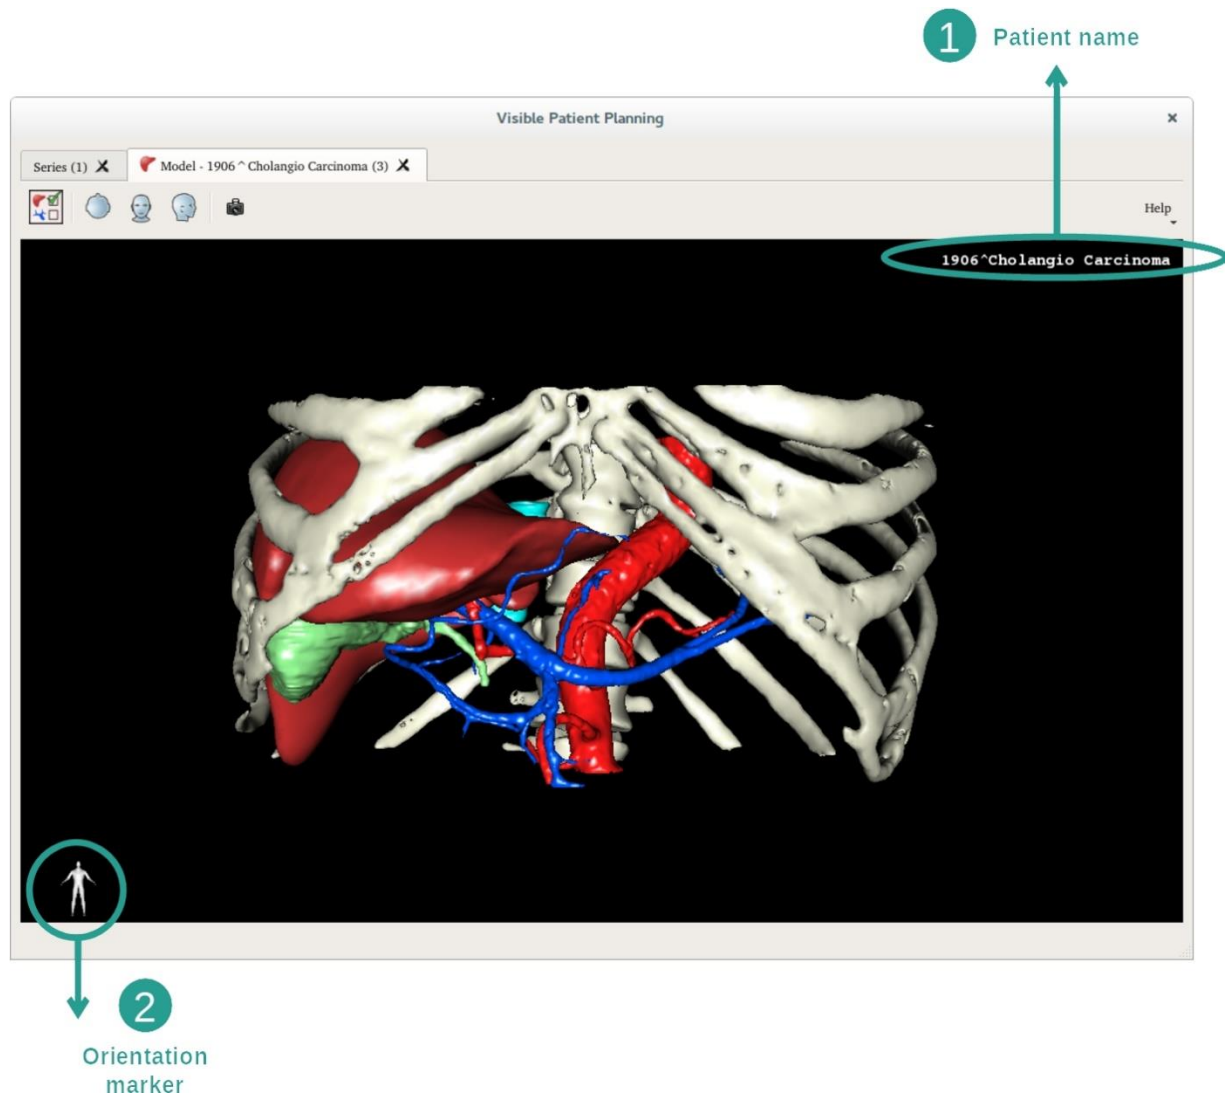 1 Patient name
Visible Patient Planning
Series (1) Model - 1906 ^ Cholangio Carcinoma (3)
Help
1906^Cholangio Carcinoma
2
Orientation
marker